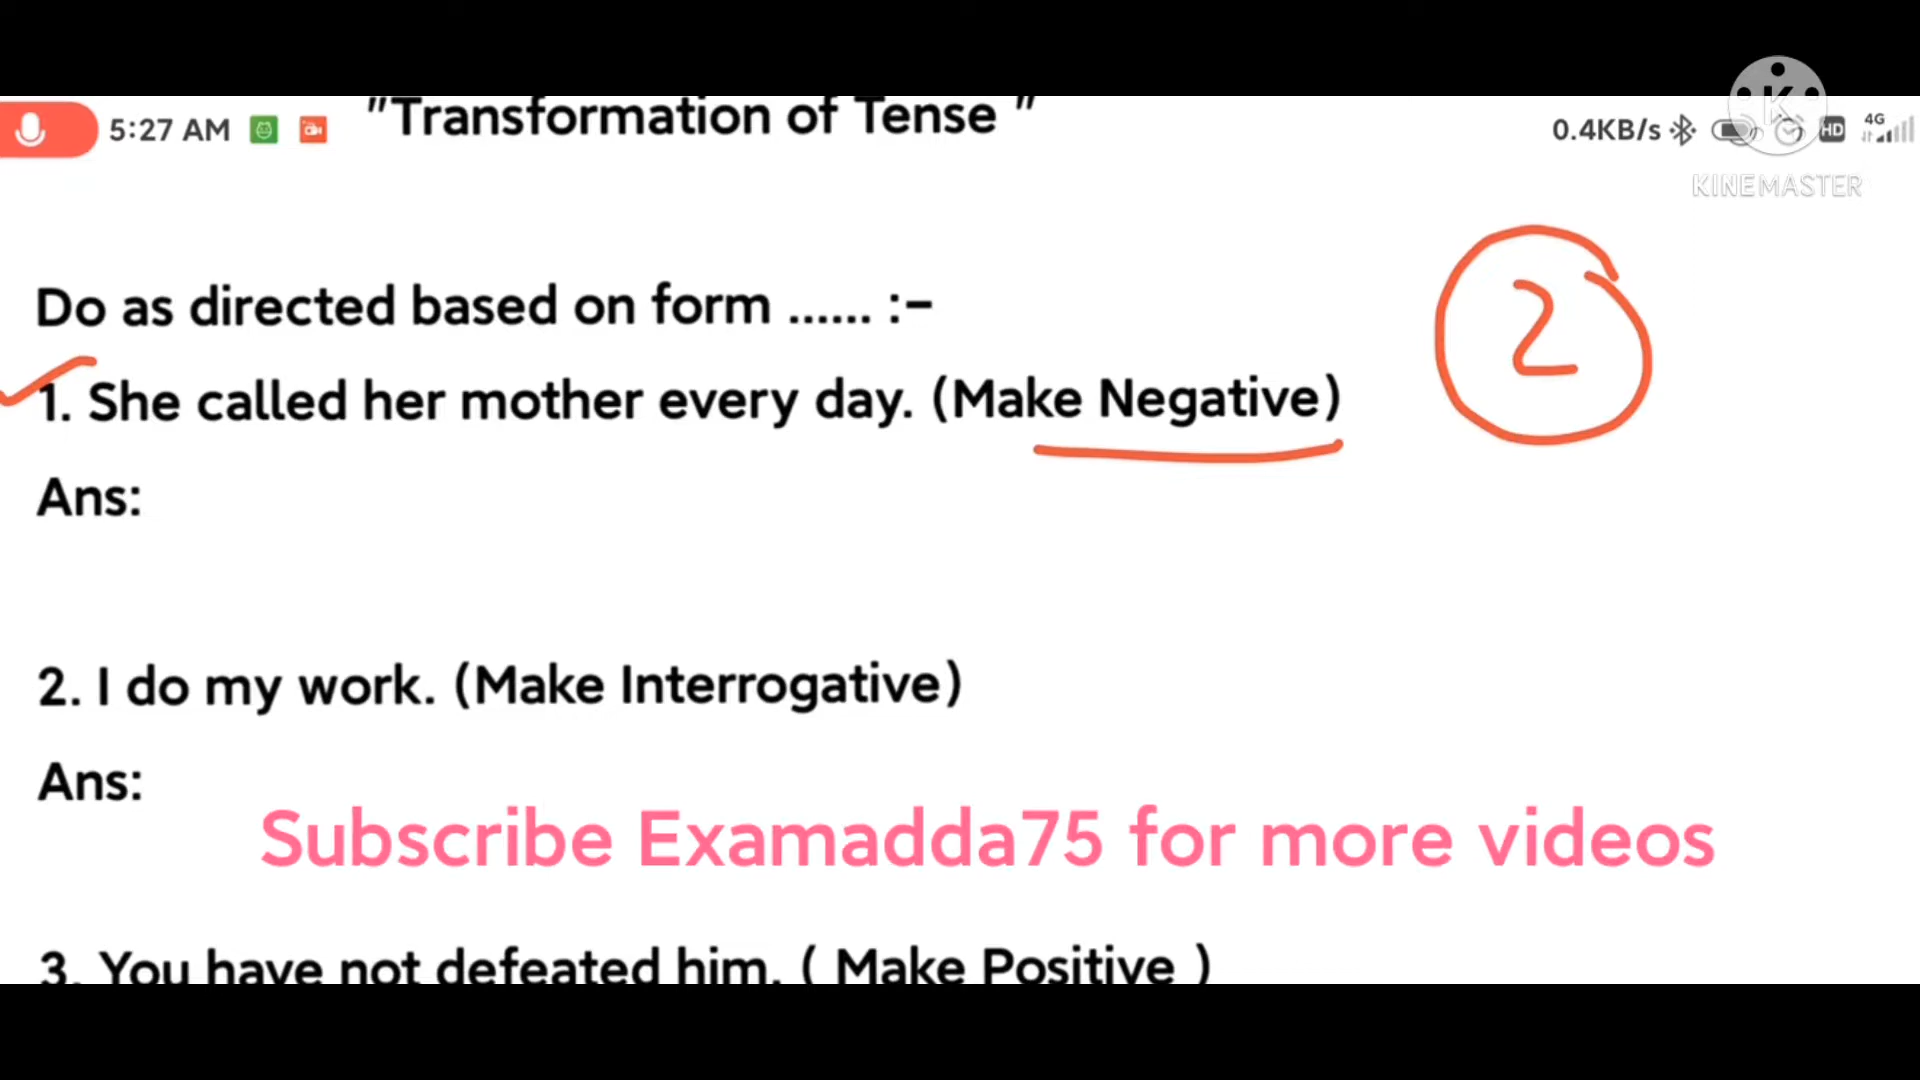 "Transformation of Tense "
5:27 AM
0.4KB/s HD 4G
K
KINEMASTER
Do as directed based on form ...... :-
2
1. She called her mother every day. (Make Negative)
Ans:
2. I do my work. (Make Interrogative)
Ans:
Subscribe Examadda75 for more videos
3. You have not defeated him. ( Make Positive )